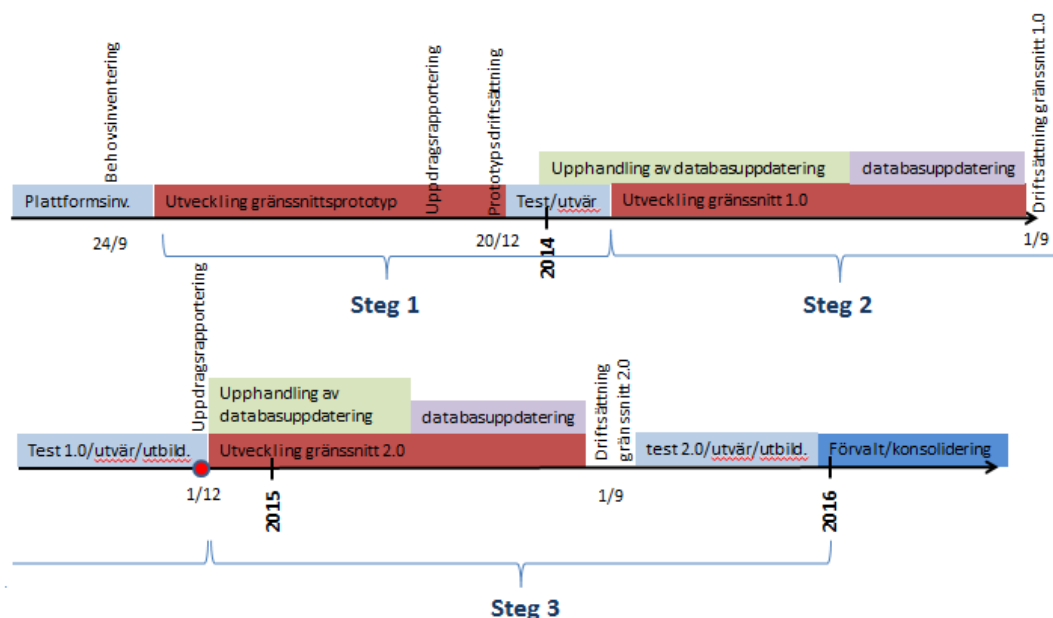 Behovsinventering
Uppdragsrapportering
Prototypsdriftsättning
Driftsättning gränssnitt 1.0
Upphandling av databasuppdatering
databasuppdatering
Plattformsinv.
Utveckling gränssnittsprototyp
Test/utvär
Utveckling gränssnitt 1.0
24/9
20/12
2014
1/9
Steg 1
Steg 2
Uppdragsrapportering
Upphandling av
databasuppdatering
databasuppdatering
Driftsättning
gränssnitt 2.0
Test 1.0/utvär/utbild.
Utveckling gränssnitt 2.0
test 2.0/utvär/utbild.
Förvalt/konsolidering
1/12
2015
1/9
2016
Steg 3